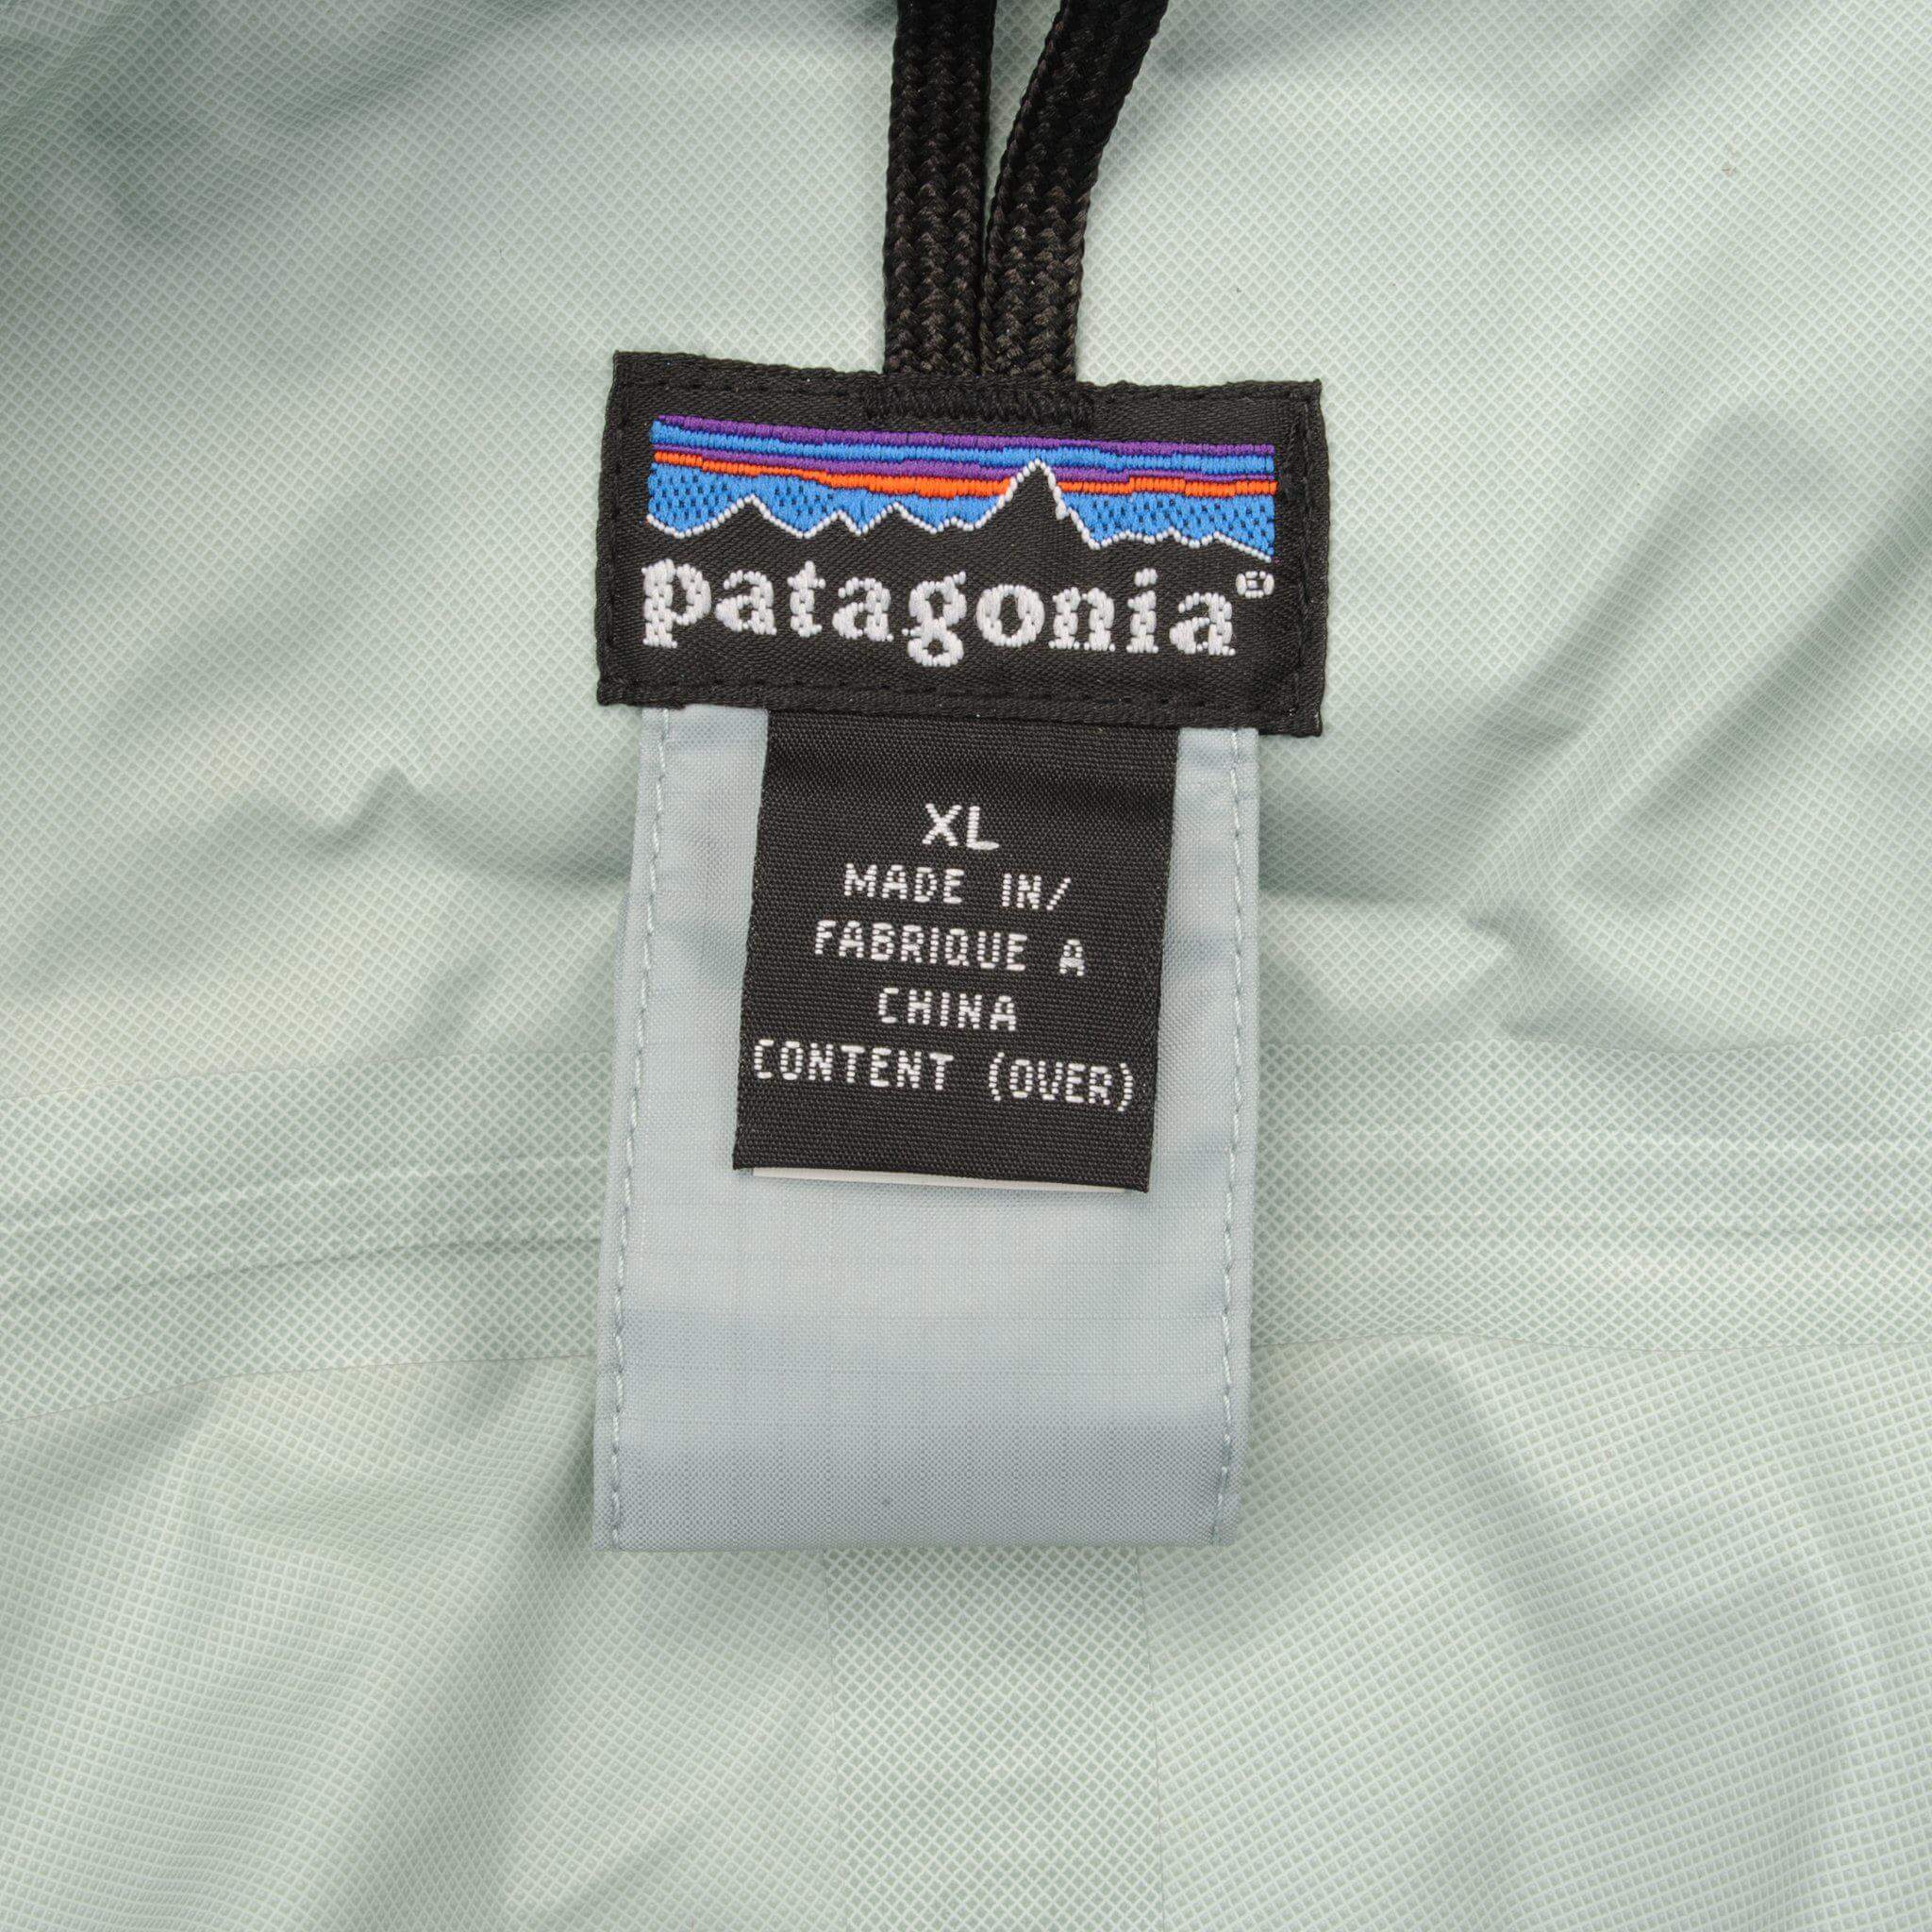 patagonia®
XL
MADE IN/
FABRIQUE A
CHINA
CONTENT (OVER)